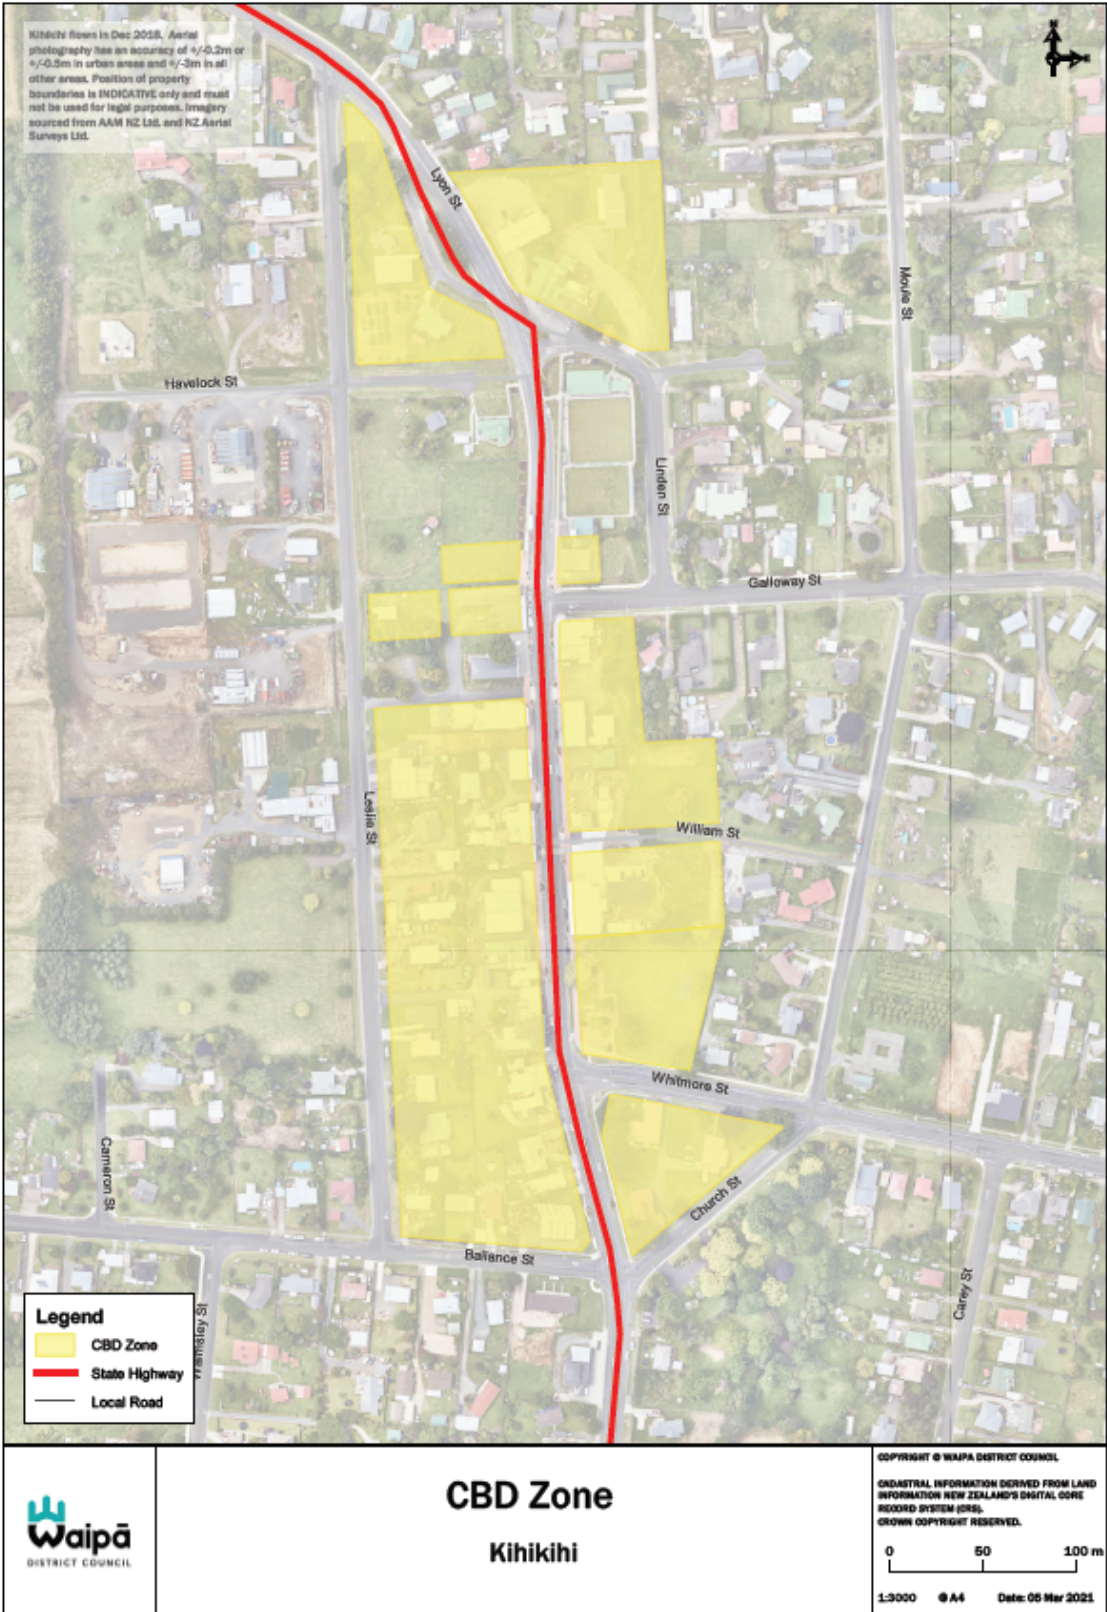 Kihikihi flown in Dec 2018. Aerial
photography has an accuracy of +/-0.2m or
+/-0.5m in urban areas and +/-3m in all
other areas. Position of property
boundaries is INDICATIVE only and must
not be used for legal purposes. Imagery
sourced from AAM NZ Ltd. and NZ Aerial
Surveys Ltd.
N
E
Lyon St
Moule St
Havelock St
Linden St
Galloway St
Leslie St
William St
Whitmore St
Cameron St
Church St
Ballance St
Carey St
Walmsley St
Legend
CBD Zone
State Highway
Local Road
Waipā
DISTRICT COUNCIL
CBD Zone
Kihikihi
COPYRIGHT © WAIPA DISTRICT COUNCIL
CADASTRAL INFORMATION DERIVED FROM LAND
INFORMATION NEW ZEALAND'S DIGITAL CORE
RECORD SYSTEM (CRS).
CROWN COPYRIGHT RESERVED.
0 50 100 m
1:3000 @ A4 Date: 05 Mar 2021